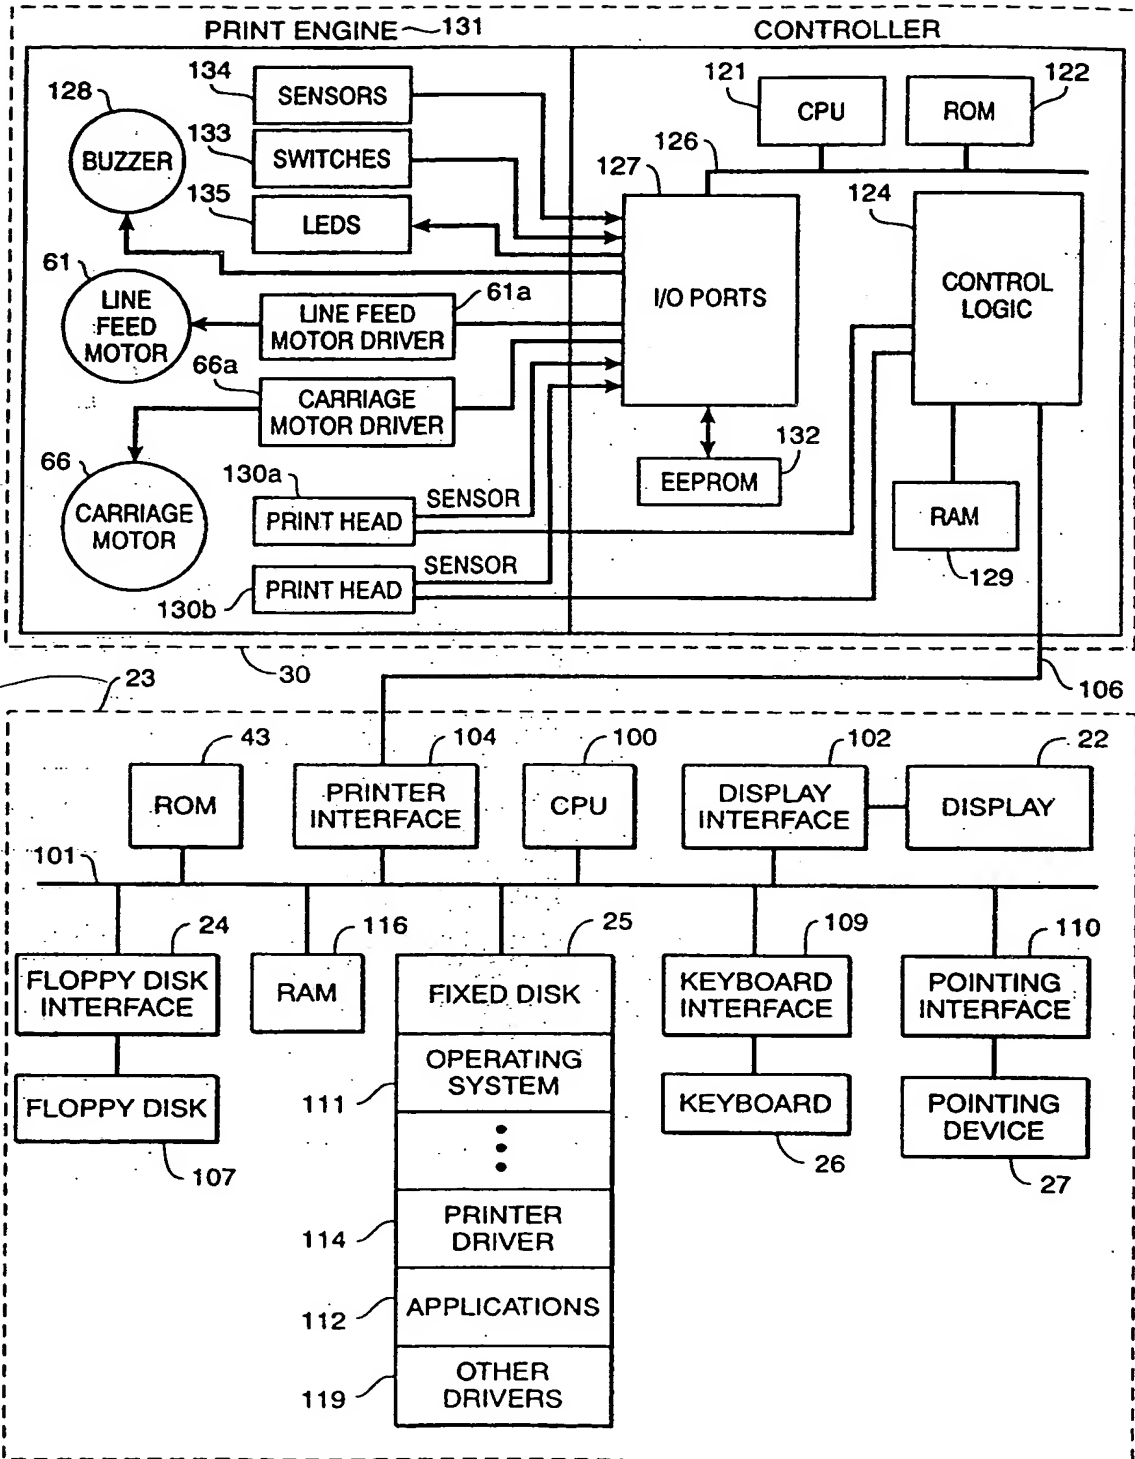 PRINT ENGINE 131
CONTROLLER
134
SENSORS
128
BUZZER
133
SWITCHES
135
LEDS
61
LINE
FEED
MOTOR
61a
LINE FEED
MOTOR DRIVER
66a
CARRIAGE
MOTOR DRIVER
66
CARRIAGE
MOTOR
130a
PRINT HEAD
SENSOR
130b
PRINT HEAD
SENSOR
121
CPU
122
ROM
126
127
I/O PORTS
124
CONTROL
LOGIC
132
EEPROM
RAM
129
30
106
23
43
ROM
104
PRINTER
INTERFACE
100
CPU
102
DISPLAY
INTERFACE
22
DISPLAY
101
24
FLOPPY DISK
INTERFACE
116
RAM
25
FIXED DISK
109
KEYBOARD
INTERFACE
110
POINTING
INTERFACE
FLOPPY DISK
107
OPERATING
SYSTEM
111
KEYBOARD
26
POINTING
DEVICE
27
PRINTER
DRIVER
114
APPLICATIONS
112
OTHER
DRIVERS
119